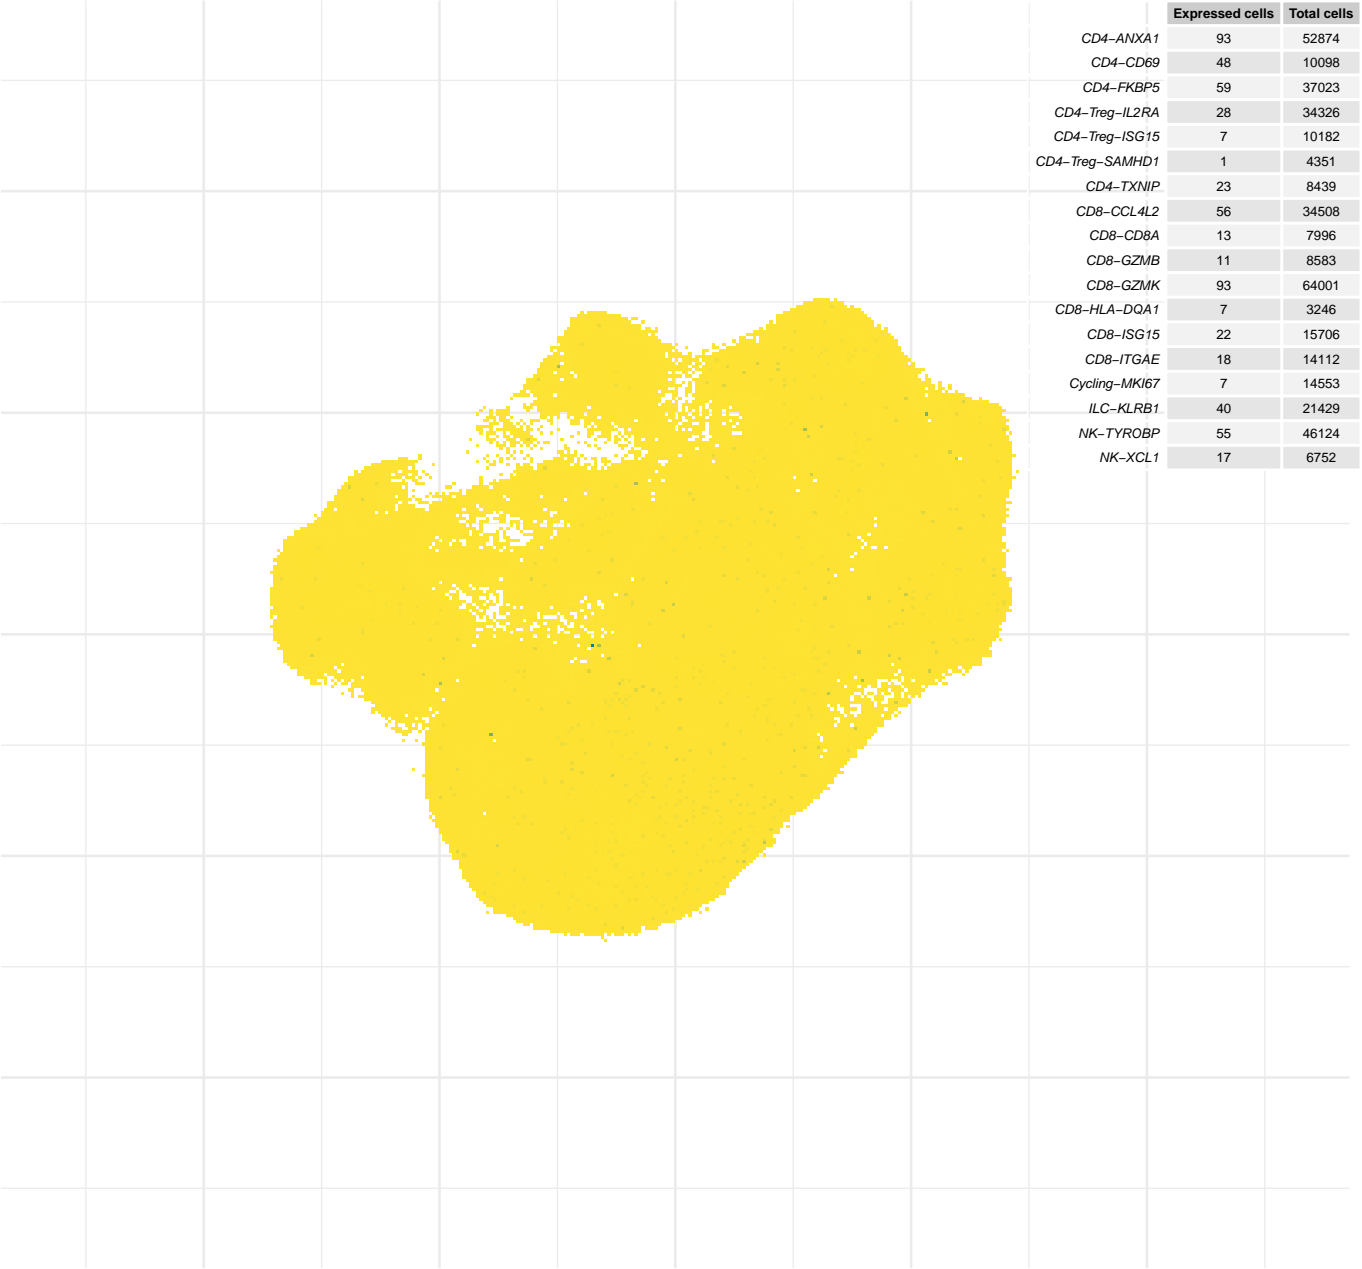 Expressed cells Total cells
CD4−ANXA1 93 52874
CD4−CD69 48 10098
CD4−FKBP5 59 37023
CD4−Treg−IL2RA 28 34326
CD4−Treg−ISG15 7 10182
CD4−Treg−SAMHD1 1 4351
CD4−TXNIP 23 8439
CD8−CCL4L2 56 34508
CD8−CD8A 13 7996
CD8−GZMB 11 8583
CD8−GZMK 93 64001
CD8−HLA−DQA1 7 3246
CD8−ISG15 22 15706
CD8−ITGAE 18 14112
Cycling−MKI67 7 14553
ILC−KLRB1 40 21429
NK−TYROBP 55 46124
NK−XCL1 17 6752